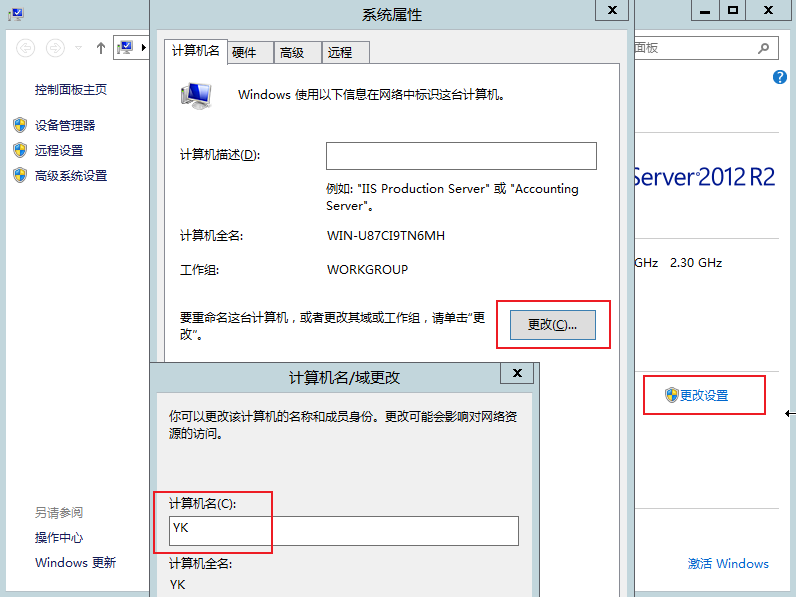 系统属性
计算机名
硬件
高级
远程
Windows 使用以下信息在网络中标识这台计算机。
计算机描述(D):
例如: "IIS Production Server" 或 "Accounting
Server"。
计算机全名:
WIN-U87CI9TN6MH
工作组:
WORKGROUP
要重命名这台计算机，或者更改其域或工作组，请单击"更
改"。
更改(C)...
计算机名/域更改
你可以更改该计算机的名称和成员身份。更改可能会影响对网络资
源的访问。
计算机名(C):
YK
计算机全名:
YK
控制面板主页
设备管理器
远程设置
高级系统设置
另请参阅
操作中心
Windows 更新
面板
Server 2012 R2
GHz 2.30 GHz
更改设置
激活 Windows